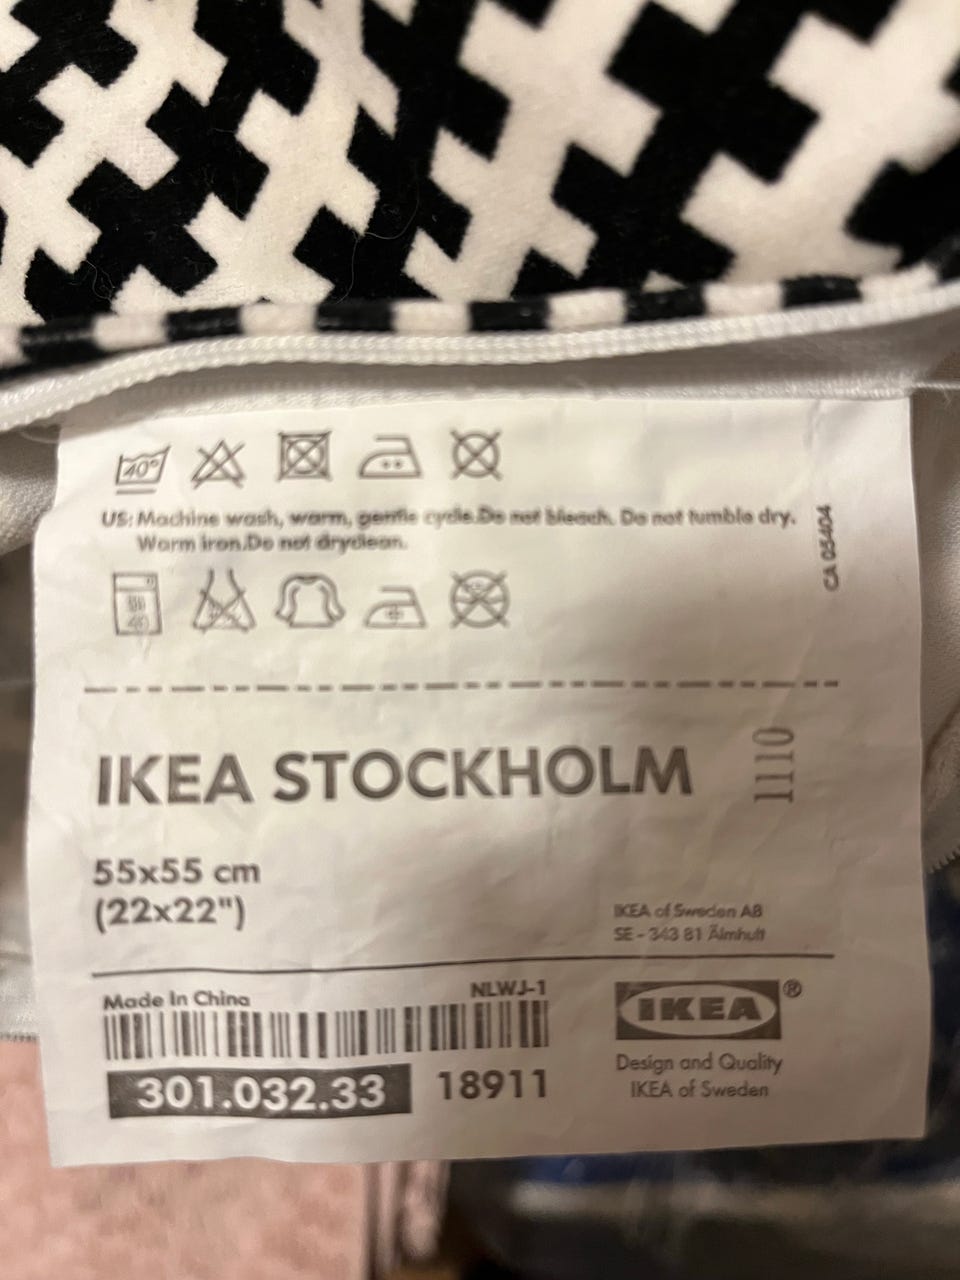 40°
US: Machine wash, warm, gentle cycle.Do not bleach. Do not tumble dry.
Warm iron.Do not dryclean.
CA 05404
IKEA STOCKHOLM
1110
55x55 cm
(22x22")
IKEA of Sweden AB
SE - 343 81 Älmhult
Made In China
NLWJ-1
301.032.33
18911
IKEA®
Design and Quality
IKEA of Sweden